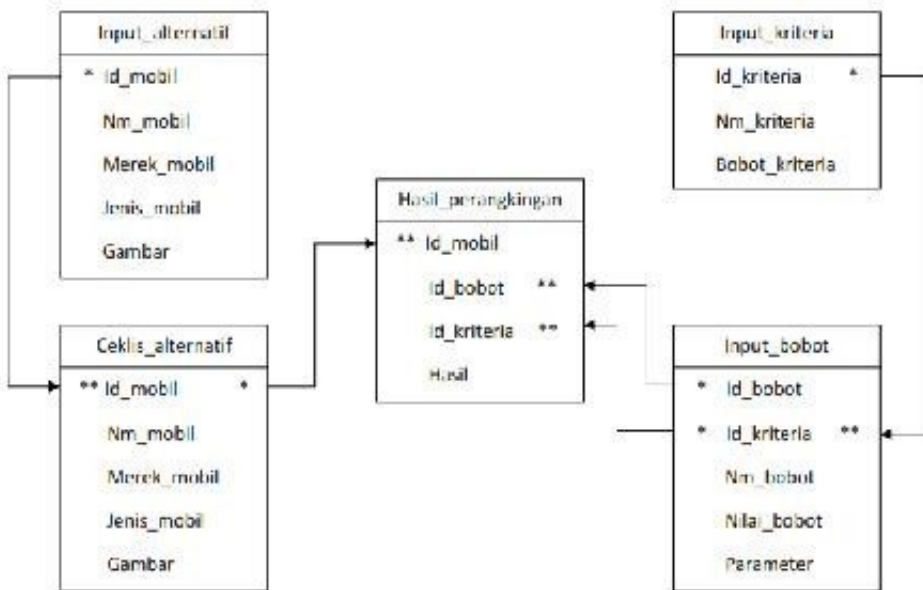 Input_alternatif
* Id_mobil
Nm_mobil
Merek_mobil
Jenis_mobil
Gambar
Input_kriteria
Id_kriteria *
Nm_kriteria
Bobot_kriteria
Hasil_perangkingan
** Id_mobil
Id_bobot **
Id_kriteria **
Hasil
Ceklis_alternatif
** Id_mobil *
Nm_mobil
Merek_mobil
Jenis_mobil
Gambar
Input_bobot
* Id_bobot
* Id_kriteria **
Nm_bobot
Nilai_bobot
Parameter